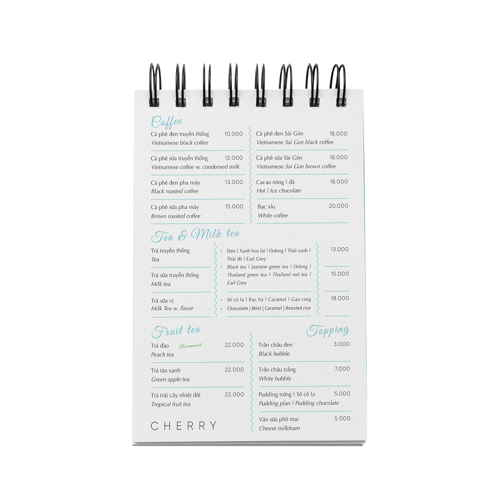 Coffee
Cà phê đen truyền thống 10.000
Vietnamese black coffee
Cà phê sữa truyền thống 12.000
Vietnamese coffee w. condensed milk
Cà phê đen pha máy 13.000
Black roasted coffee
Cà phê sữa pha máy 15.000
Brown roasted coffee
Cà phê đen Sài Gòn 18.000
Vietnamese Sai Gon black coffee
Cà phê sữa Sài Gòn 18.000
Vietnamese Sai Gon brown coffee
Cacao nóng | đá 18.000
Hot / Ice chocolate
Bạc xỉu 20.000
White coffee
Tea & Milk tea
Trà truyền thống
Tea
Trà sữa truyền thống
Milk tea
Trà sữa vị
Milk Tea w. flavor
• Đen | Xanh hoa lài | Oolong | Thái xanh |
Thái đỏ | Earl Grey
• Black tea | Jasmine green tea | Oolong |
Thailand green tea | Thailand red tea |
Earl Grey
• Sô cô la | Bạc hà | Caramel | Gạo rang
Chocolate | Mint | Caramel | Roasted rice
13.000
15.000
18.000
Fruit tea
Trà đào 22.000
Peach tea
Trà táo xanh 22.000
Green apple tea
Trà trái cây nhiệt đới 22.000
Tropical fruit tea
Topping
Trân châu đen 5.000
Black bubble
Trân châu trắng 7.000
White bubble
Pudding trứng | Sô cô la 5.000
Pudding plan / Pudding chocolate
Ván sữa phô mai 5.000
Cheese milkfoam
CHERRY